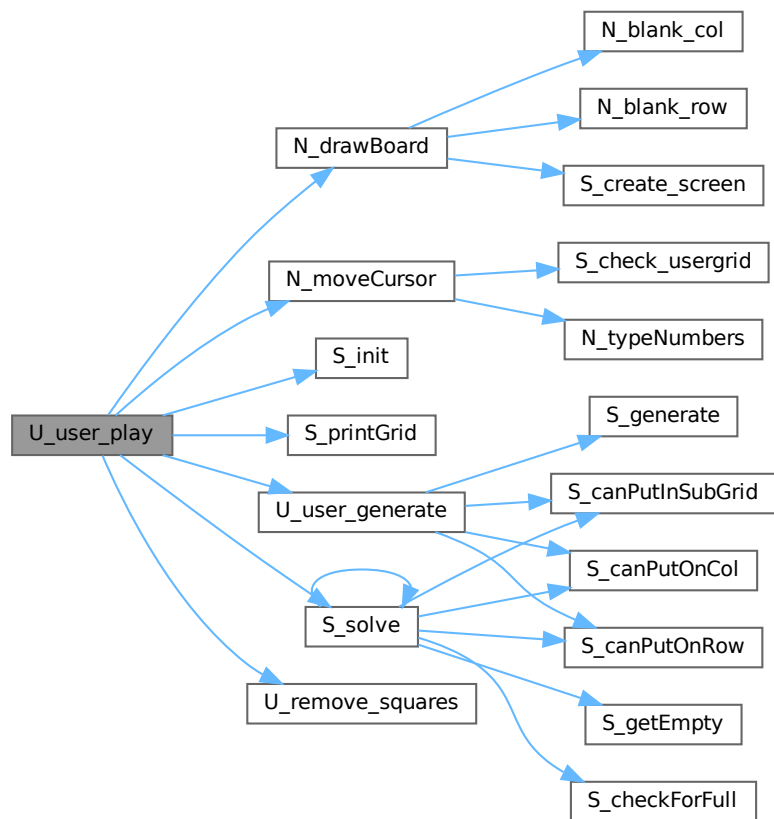 N_blank_col
N_blank_row
N_drawBoard
S_create_screen
S_check_usergrid
N_moveCursor
N_typeNumbers
S_init
S_generate
U_user_play
S_printGrid
S_canPutInSubGrid
U_user_generate
S_canPutOnCol
S_solve
S_canPutOnRow
U_remove_squares
S_getEmpty
S_checkForFull